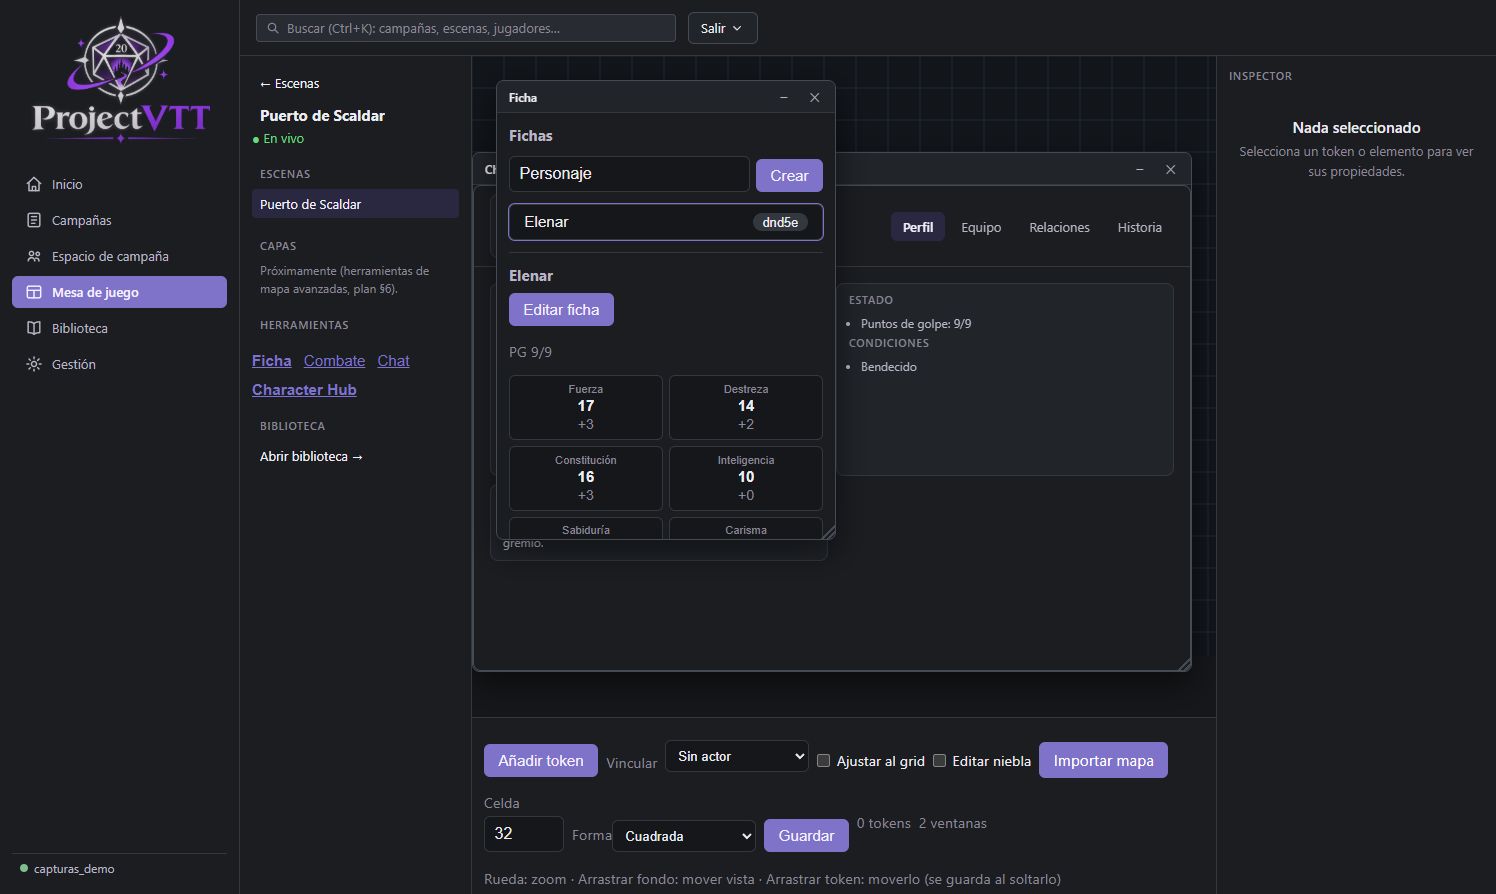 20
ProjectVTT
Inicio
Campañas
Espacio de campaña
Mesa de juego
Biblioteca
Gestión
capturas_demo
Buscar (Ctrl+K): campañas, escenas, jugadores...
Salir
← Escenas
Puerto de Scaldar
En vivo
ESCENAS
Puerto de Scaldar
CAPAS
Próximamente (herramientas de
mapa avanzadas, plan §6).
HERRAMIENTAS
Ficha Combate Chat
Character Hub
BIBLIOTECA
Abrir biblioteca →
Ficha
Fichas
Personaje
Crear
Elenar
dnd5e
Elenar
Editar ficha
PG 9/9
Fuerza
17
+3
Destreza
14
+2
Constitución
16
+3
Inteligencia
10
+0
Sabiduría
Carisma
gremio.
Perfil
Equipo
Relaciones
Historia
ESTADO
Puntos de golpe: 9/9
CONDICIONES
Bendecido
Añadir token
Vincular
Sin actor
Ajustar al grid
Editar niebla
Importar mapa
Celda
32
Forma
Cuadrada
Guardar
0 tokens 2 ventanas
Rueda: zoom · Arrastrar fondo: mover vista · Arrastrar token: moverlo (se guarda al soltarlo)
INSPECTOR
Nada seleccionado
Selecciona un token o elemento para ver
sus propiedades.